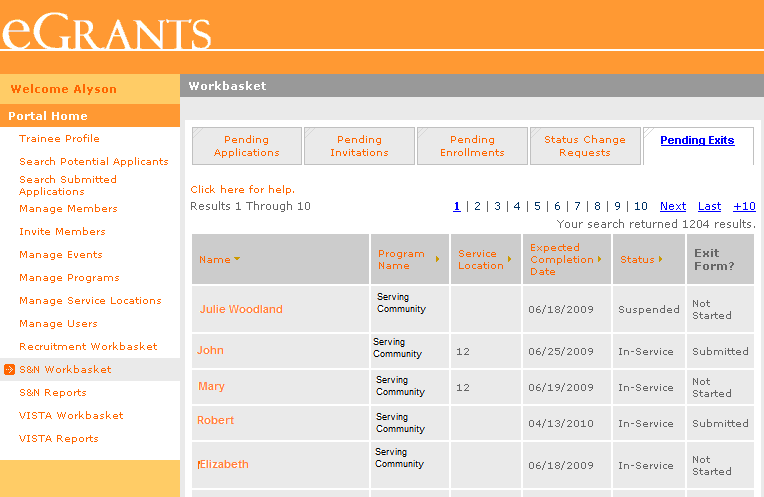 eGRANTS
Welcome Alyson
Portal Home
Trainee Profile
Search Potential Applicants
Search Submitted
Applications
Manage Members
Invite Members
Manage Events
Manage Programs
Manage Service Locations
Manage Users
Recruitment Workbasket
S&N Workbasket
S&N Reports
VISTA Workbasket
VISTA Reports
Workbasket
Pending
Applications
Pending
Invitations
Pending
Enrollments
Status Change
Requests
Pending Exits
Click here for help.
Results 1 Through 10
1 | 2 | 3 | 4 | 5 | 6 | 7 | 8 | 9 | 10 Next Last +10
Your search returned 1204 results.
Name
Program
Name
Service
Location
Expected
Completion
Date
Status
Exit
Form?
Julie Woodland
Serving
Community
06/18/2009
Suspended
Not
Started
John
Serving
Community
12
06/25/2009
In-Service
Submitted
Mary
Serving
Community
12
06/19/2009
In-Service
Not
Started
Robert
Serving
Community
04/13/2010
In-Service
Submitted
Elizabeth
Serving
Community
06/18/2009
In-Service
Not
Started